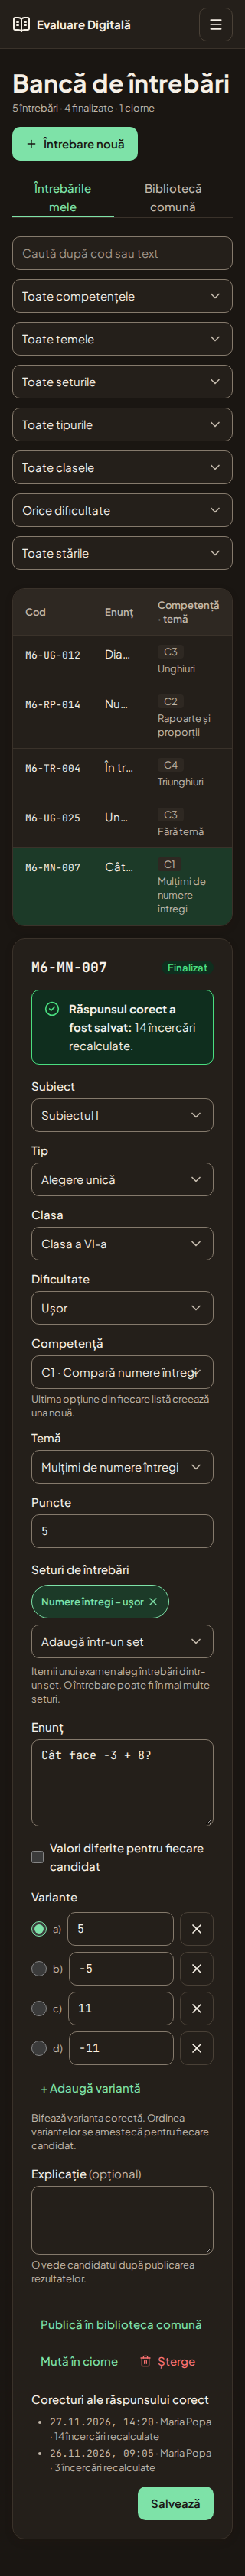 Evaluare Digitală
Bancă de întrebări
5 întrebări · 4 finalizate · 1 ciorne
+ Întrebare nouă
Întrebările mele
Bibliotecă comună
Caută după cod sau text
Toate competențele
Toate temele
Toate seturile
Toate tipurile
Toate clasele
Orice dificultate
Toate stările
Cod Enunț Competență · temă
M6-UG-012 Dia… C3
Unghiuri
M6-RP-014 Nu… C2
Rapoarte și
proporții
M6-TR-004 În tr… C4
Triunghiuri
M6-UG-025 Un… C3
Fără temă
M6-MN-007 Cât… C1
Mulțimi de
numere
întregi
M6-MN-007 Finalizat
Răspunsul corect a
fost salvat: 14 încercări
recalculate.
Subiect
Subiectul I
Tip
Alegere unică
Clasa
Clasa a VI-a
Dificultate
Ușor
Competență
C1 · Compară numere întregi
Ultima opțiune din fiecare listă creează
una nouă.
Temă
Mulțimi de numere întregi
Puncte
5
Seturi de întrebări
Numere întregi – ușor ×
Adaugă într-un set
Itemii unui examen aleg întrebări dintr-
un set. O întrebare poate fi în mai multe
seturi.
Enunț
Cât face -3 + 8?
Valori diferite pentru fiecare
candidat
Variante
a) 5
b) -5
c) 11
d) -11
+ Adaugă variantă
Bifează varianta corectă. Ordinea
variantelor se amestecă pentru fiecare
candidat.
Explicație (opțional)
O vede candidatul după publicarea
rezultatelor.
Publică în biblioteca comună
Mută în ciorne
Șterge
Corecturi ale răspunsului corect
• 27.11.2026, 14:20 · Maria Popa
· 14 încercări recalculate
• 26.11.2026, 09:05 · Maria Popa
· 3 încercări recalculate
Salvează